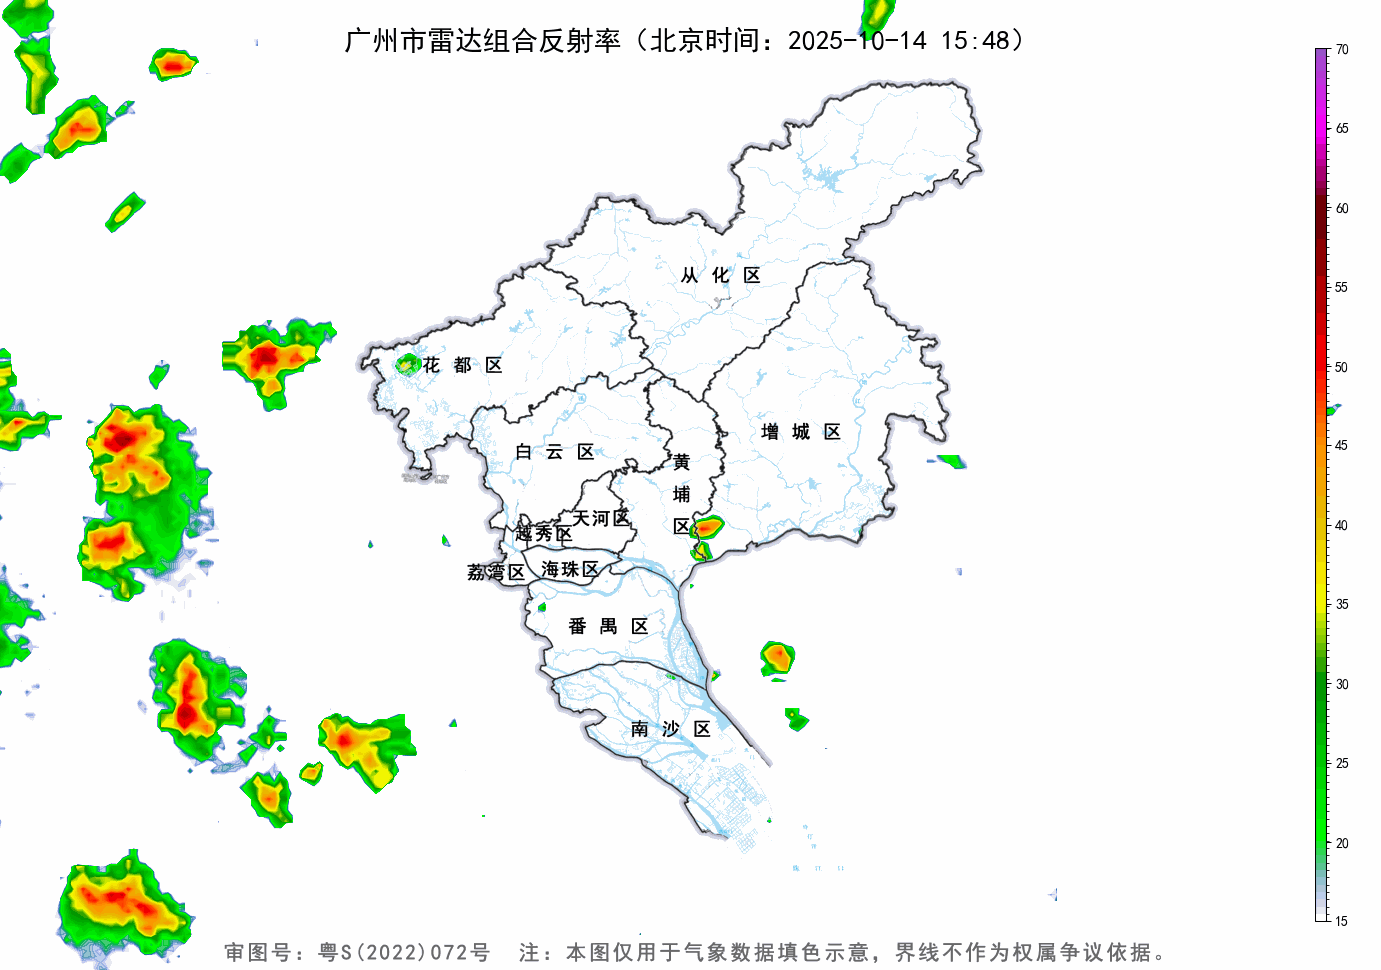 广州市雷达组合反射率（北京时间：2025-10-14 15:48）
70
65
60
55
50
45
40
35
30
25
20
15
从化区
花都区
增城区
白云区
黄埔区
天河区
越秀区
荔湾区
海珠区
番禺区
南沙区
审图号：粤S(2022)072号 注：本图仅用于气象数据填色示意，界线不作为权属争议依据。